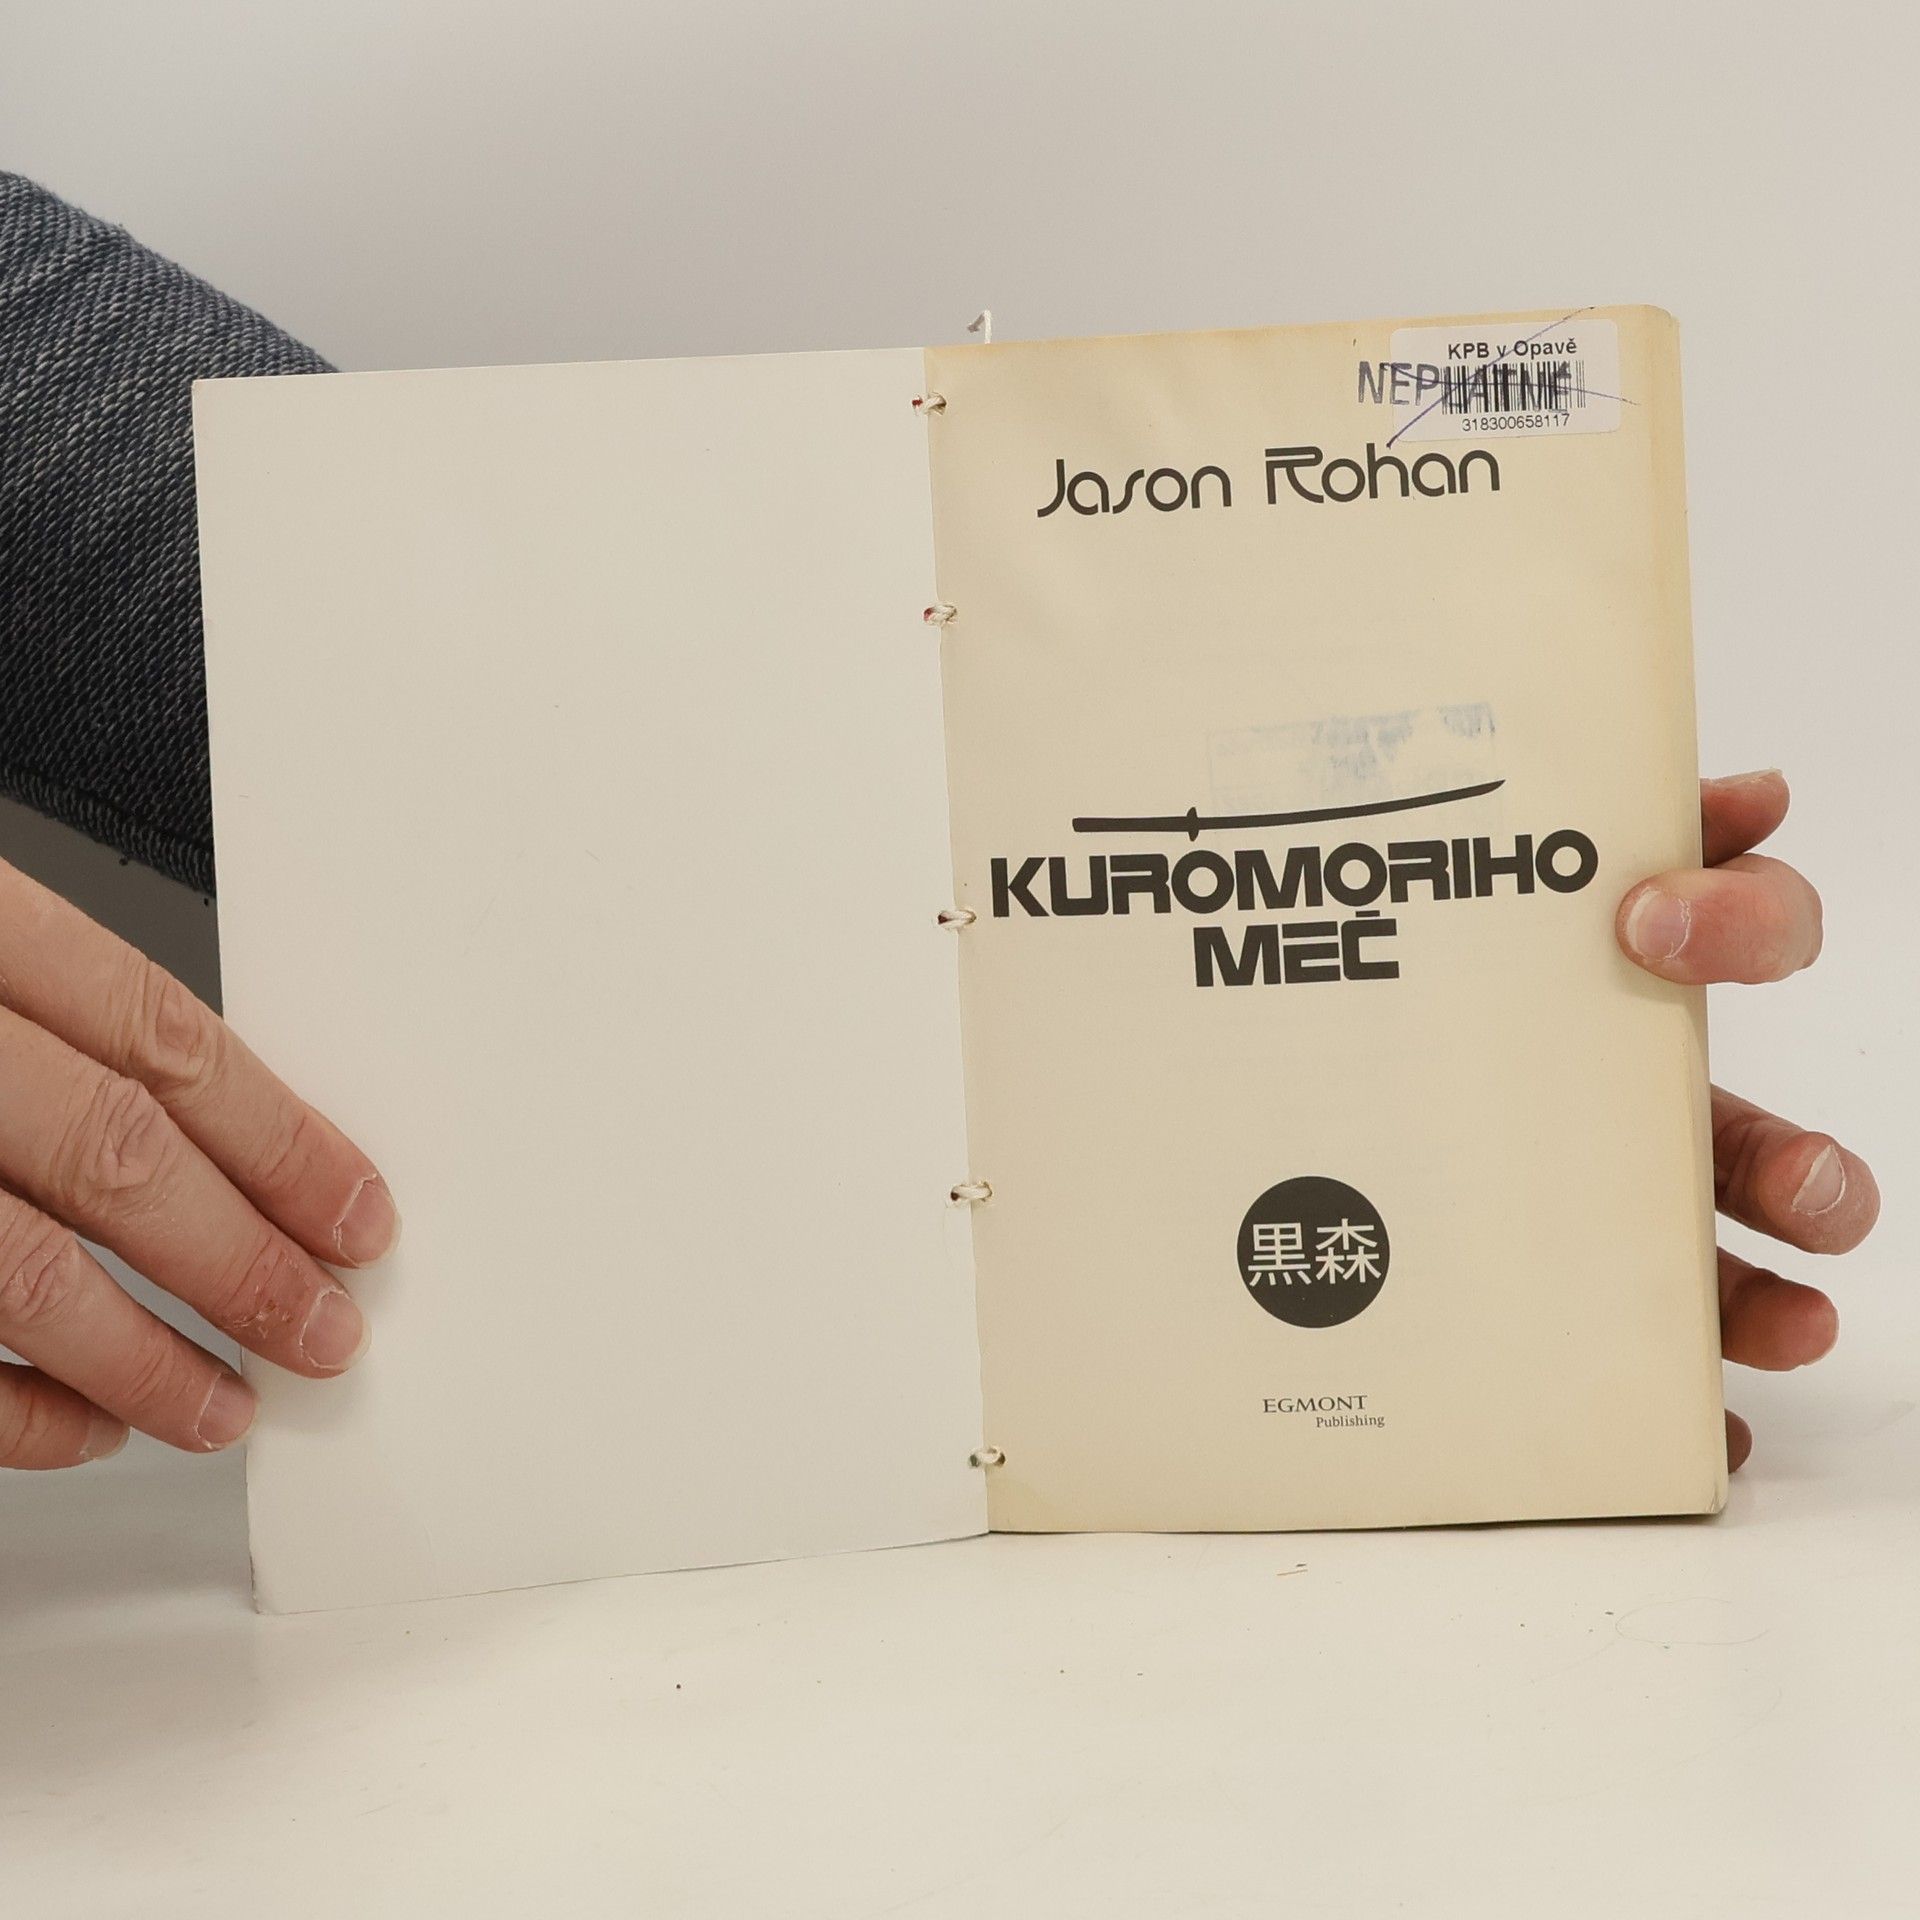 KPB v Opavě
NEPLATNÉ
318300658117
Jason Rohan
KUROMORIHO
MEČ
黒森
EGMONT
Publishing